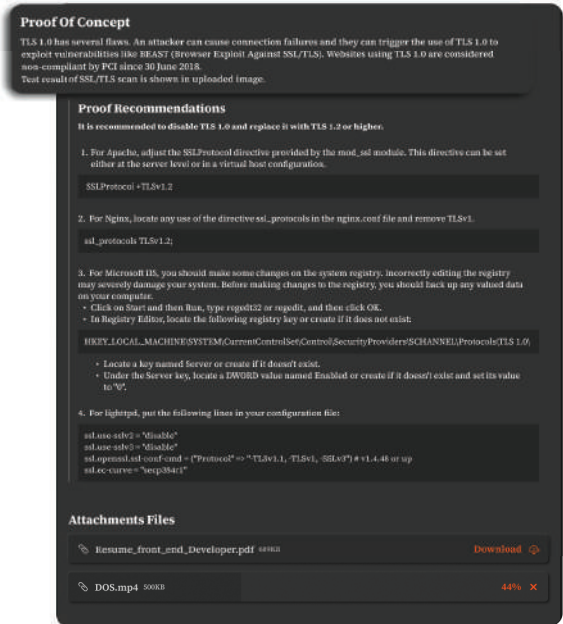 Proof Of Concept
TLS 1.0 has several flaws. An attacker can cause connection failures and they can trigger the use of TLS 1.0 to
exploit vulnerabilities like BEAST (Browser Exploit Against SSL/TLS). Websites using TLS 1.0 are considered
non-compliant by PCI since 30 June 2018.
Test result of SSL/TLS scan is shown in uploaded image.
Proof Recommendations
It is recommended to disable TLS 1.0 and replace it with TLS 1.2 or higher.
1. For Apache, adjust the SSLProtocol directive provided by the mod_ssl module. This directive can be set
either at the server level or in a virtual host configuration.
SSLProtocol +TLSv1.2
2. For Nginx, locate any use of the directive ssl_protocols in the nginx.conf file and remove TLSv1.
ssl_protocols TLSv1.2;
3. For Microsoft IIS, you should make some changes on the system registry. Incorrectly editing the registry
may severely damage your system. Before making changes to the registry, you should back up any valued data
on your computer.
• Click on Start and then Run, type regedt32 or regedit, and then click OK.
• In Registry Editor, locate the following registry key or create if it does not exist:
HKEY_LOCAL_MACHINE\SYSTEM\CurrentControlSet\Control\SecurityProviders\SCHANNEL\Protocols\TLS 1.0\
• Locate a key named Server or create if it doesn't exist.
• Under the Server key, locate a DWORD value named Enabled or create if it doesn't exist and set its value
to "0".
4. For lighttpd, put the following lines in your configuration file:
ssl.use-sslv2 = "disable"
ssl.use-sslv3 = "disable"
ssl.openssl.ssl-conf-cmd = ("Protocol" => "-TLSv1.1, -TLSv1, -SSLv3") # v1.4.48 or up
ssl.ec-curve = "secp384r1"
Attachments Files
Resume_front_end_Developer.pdf
Download
DOS.mp4 500KB
44%